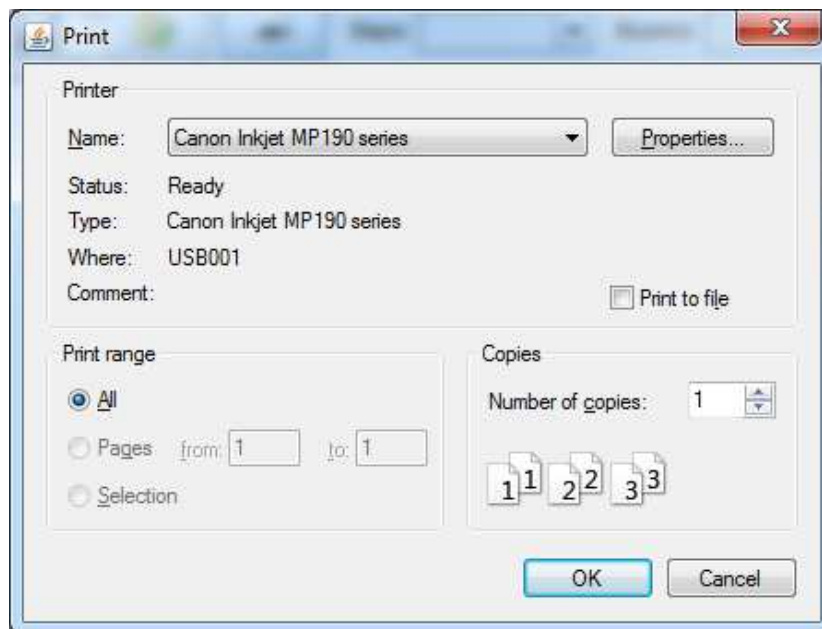 Print
Printer
Name: Canon Inkjet MP190 series Properties...
Status: Ready
Type: Canon Inkjet MP190 series
Where: USB001
Comment:
Print to file
Print range
All
Pages from: 1 to: 1
Selection
Copies
Number of copies: 1
1 1 2 2 3 3
OK Cancel